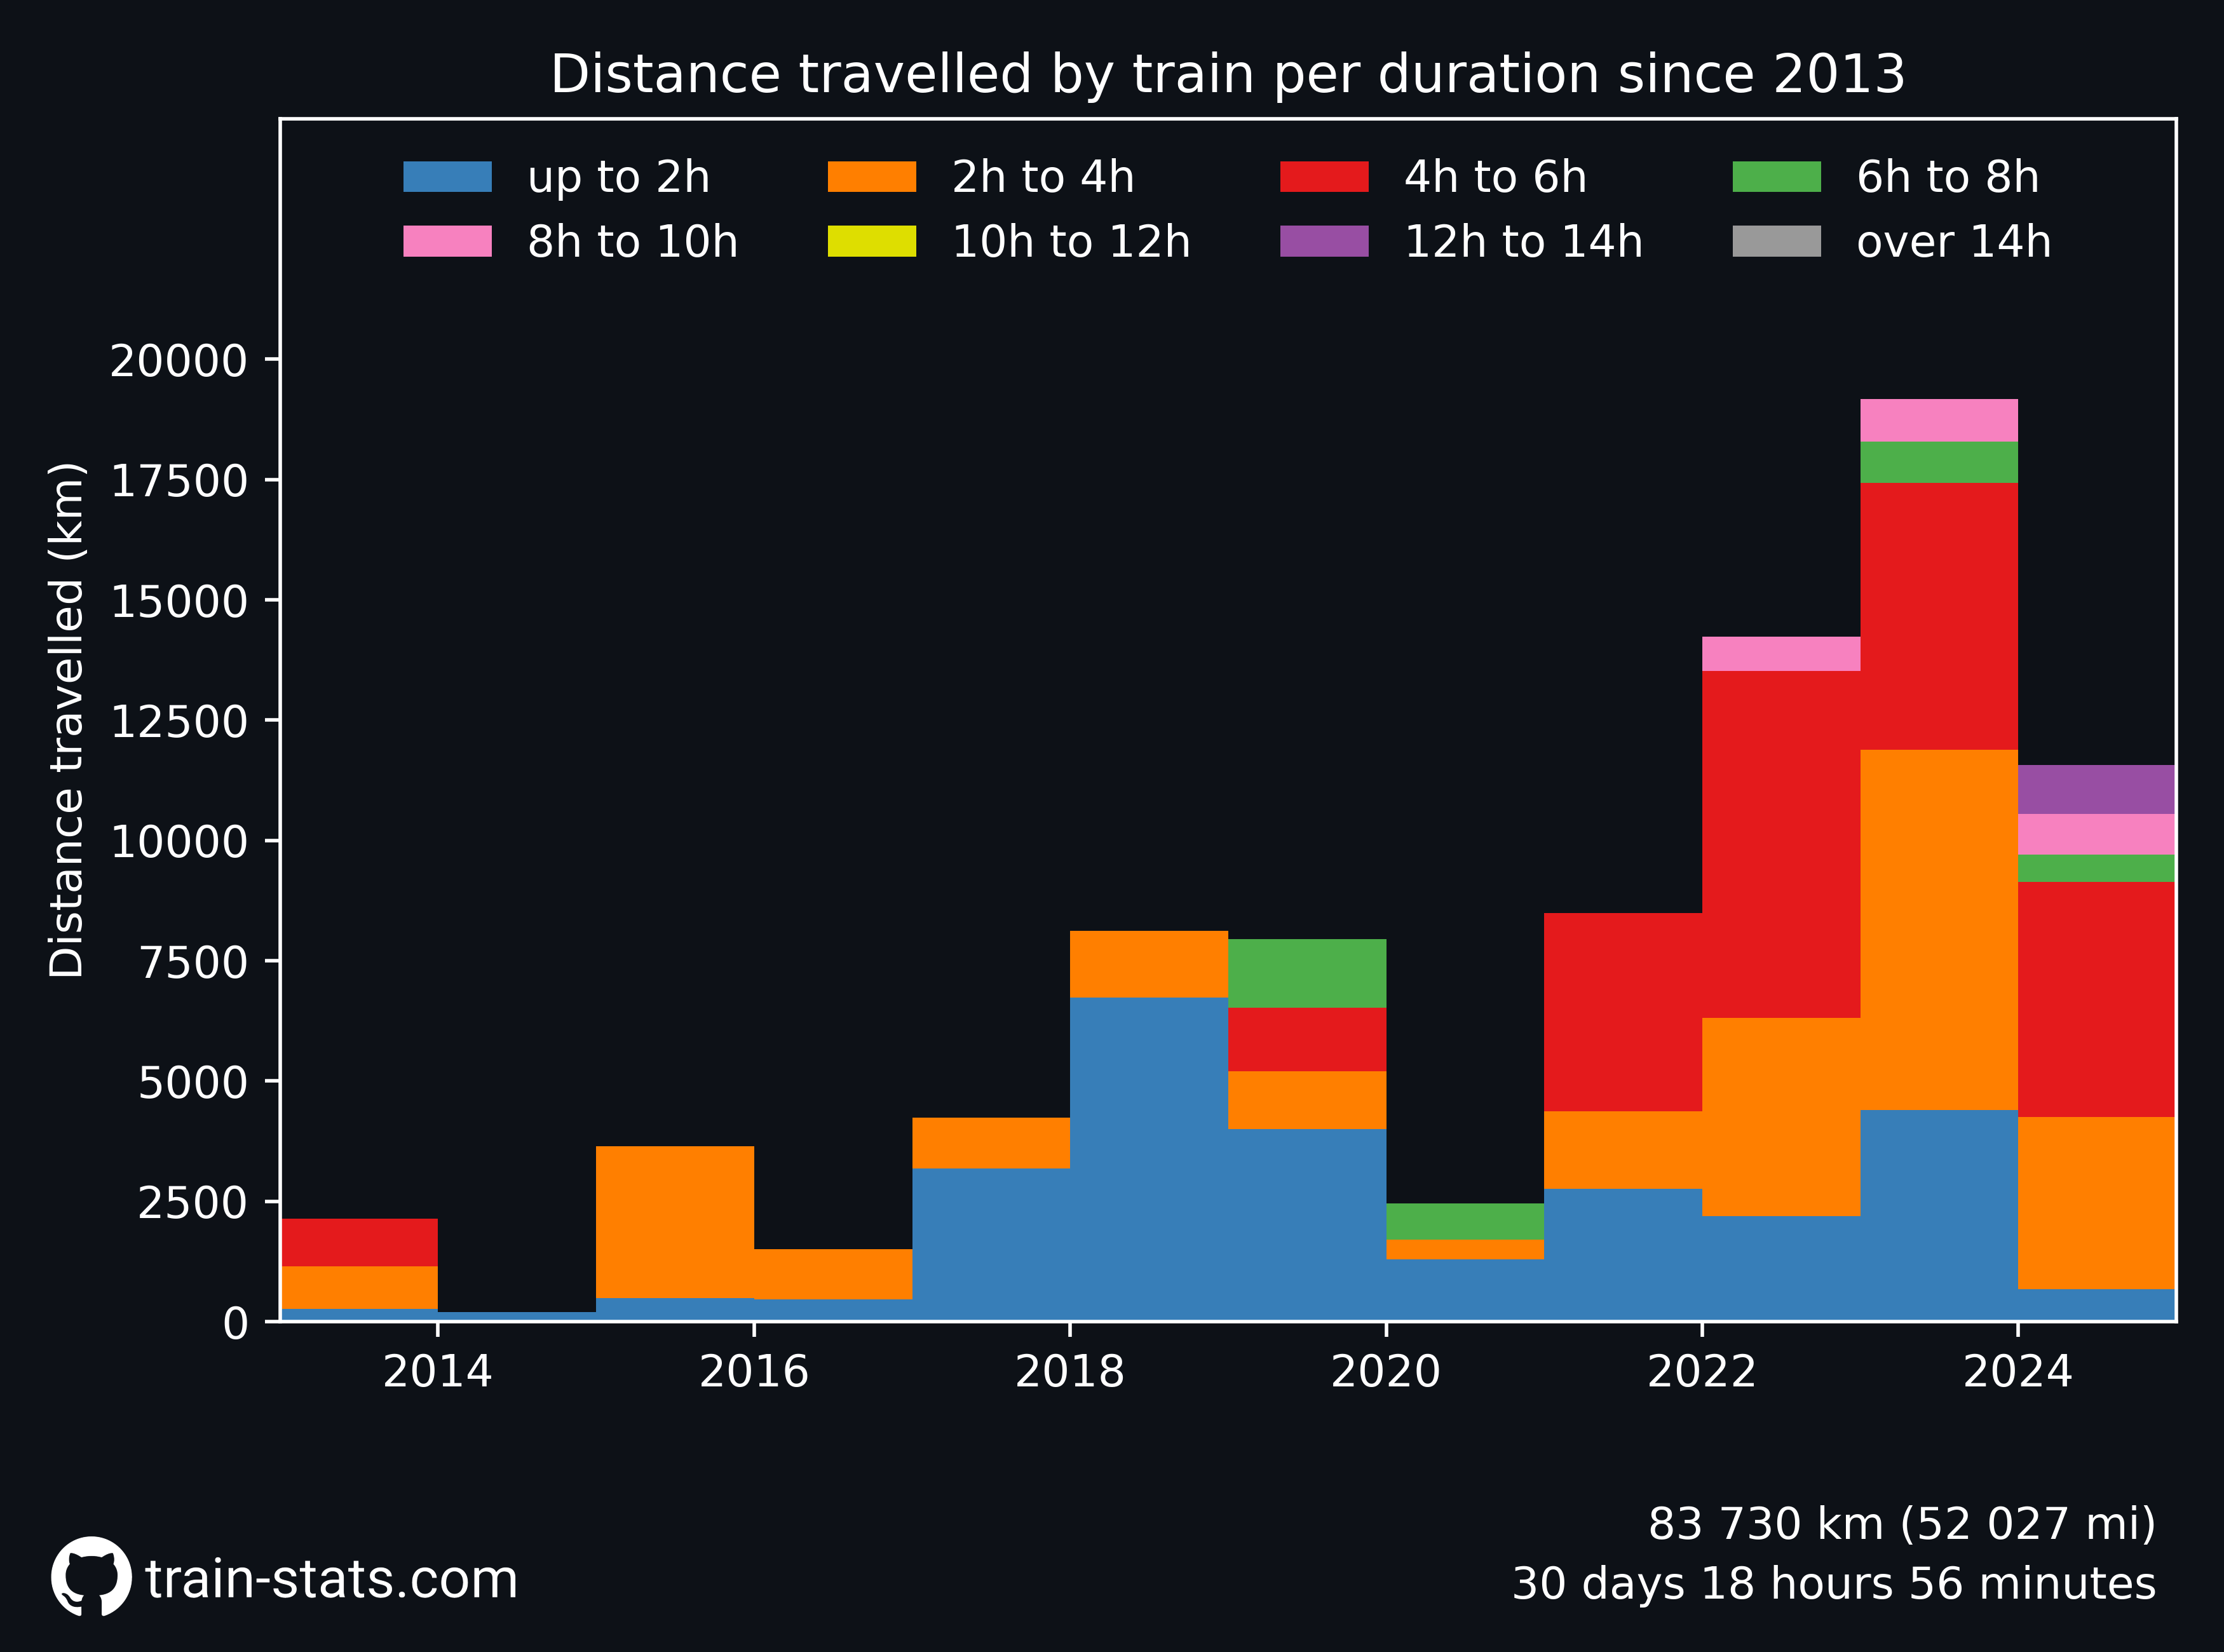 Distance travelled by train per duration since 2013
up to 2h 2h to 4h 4h to 6h 6h to 8h
8h to 10h 10h to 12h 12h to 14h over 14h
Distance travelled (km)
20000
17500
15000
12500
10000
7500
5000
2500
0
2014 2016 2018 2020 2022 2024
83 730 km (52 027 mi)
30 days 18 hours 56 minutes
train-stats.com